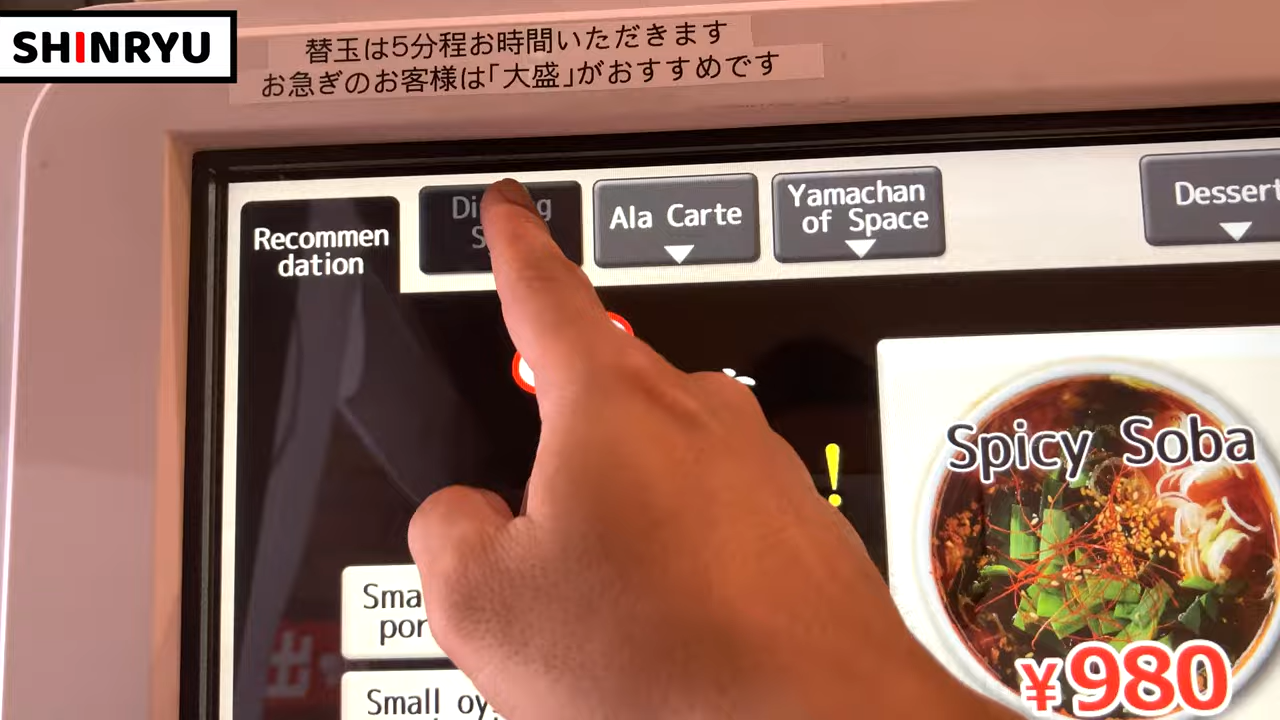 SHINRYU
替玉は5分程お時間いただきます
お急ぎのお客様は「大盛」がおすすめです
Recommen
dation
Ala Carte
Yamachan
of Space
Dessert
!
Spicy Soba
¥980
Small